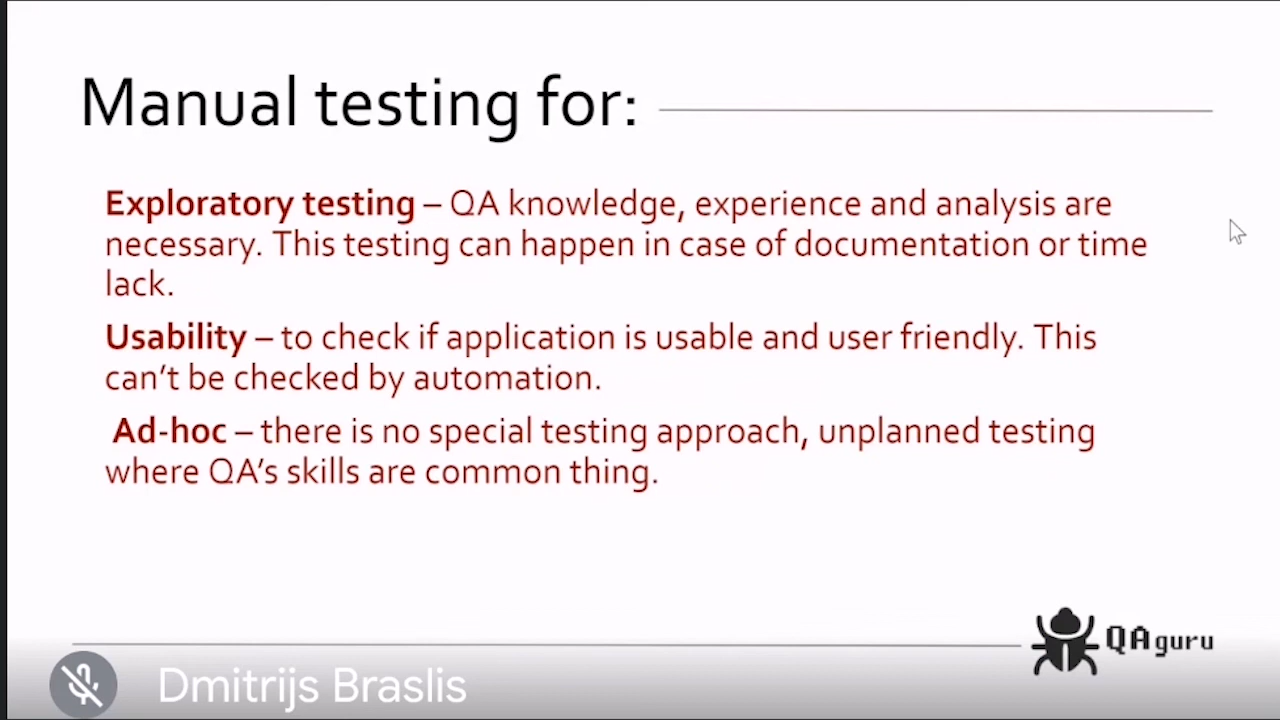 Manual testing for:
Exploratory testing – QA knowledge, experience and analysis are
necessary. This testing can happen in case of documentation or time
lack.
Usability – to check if application is usable and user friendly. This
can’t be checked by automation.
Ad-hoc – there is no special testing approach, unplanned testing
where QA’s skills are common thing.
QA guru
Dmitrijs Braslis